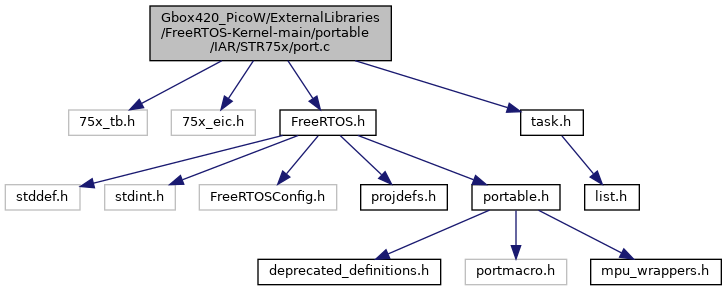 Gbox420_PicoW/ExternalLibraries
/FreeRTOS-Kernel-main/portable
/IAR/STR75x/port.c
75x_tb.h
75x_eic.h
FreeRTOS.h
task.h
stddef.h
stdint.h
FreeRTOSConfig.h
projdefs.h
portable.h
list.h
deprecated_definitions.h
portmacro.h
mpu_wrappers.h